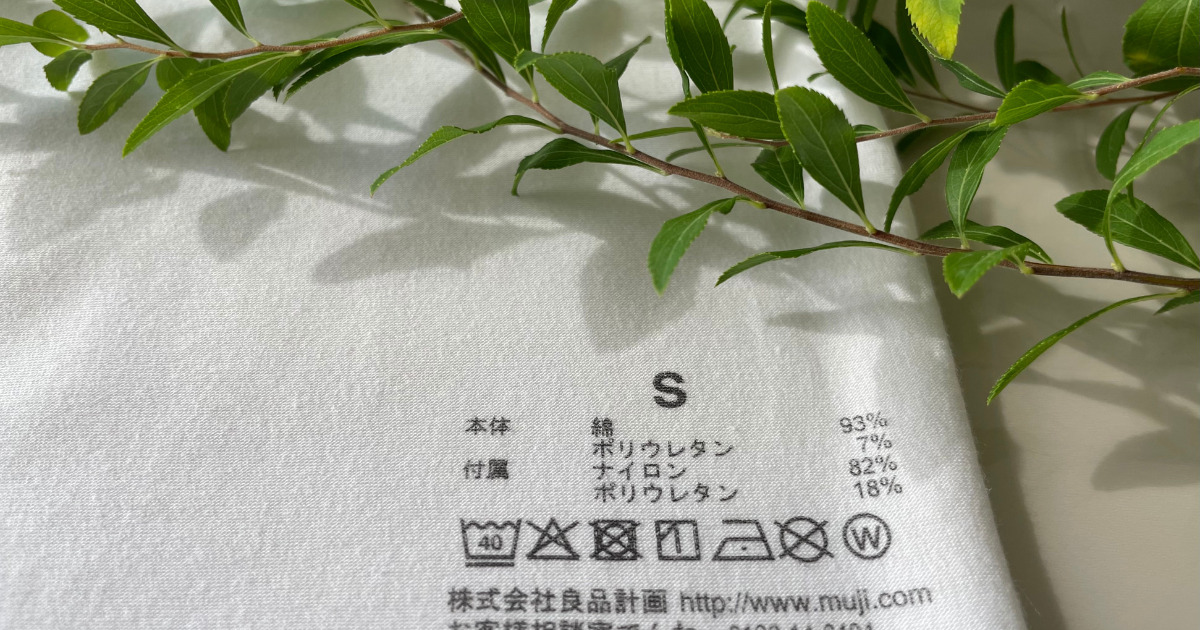 S
本体 綿 93%
ポリウレタン 7%
付属 ナイロン 82%
ポリウレタン 18%
40 W
株式会社良品計画 http://www.muji.com